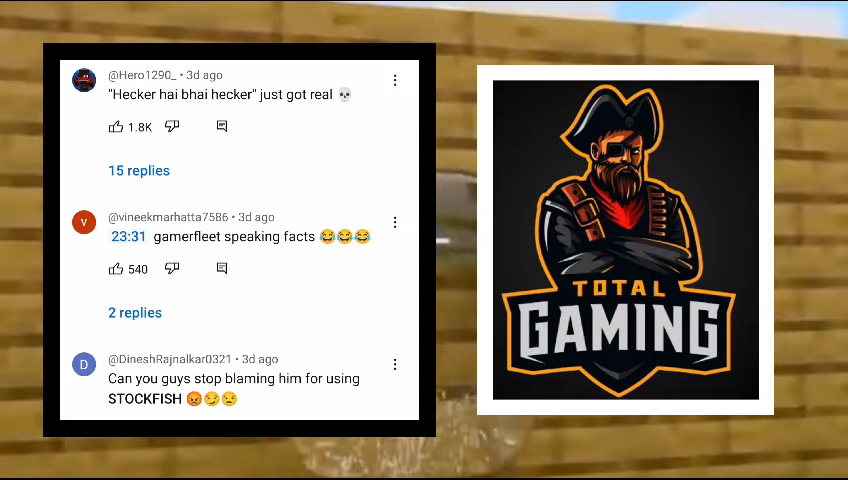 @Hero1290_ • 3d ago
"Hecker hai bhai hecker" just got real 💀
1.8K
15 replies
V
@vineekmarhatta7586 • 3d ago
23:31 gamerfleet speaking facts 😂😂😂
540
2 replies
D
@DineshRajnalkar0321 • 3d ago
Can you guys stop blaming him for using
STOCKFISH 😡😏😒
TOTAL
GAMING